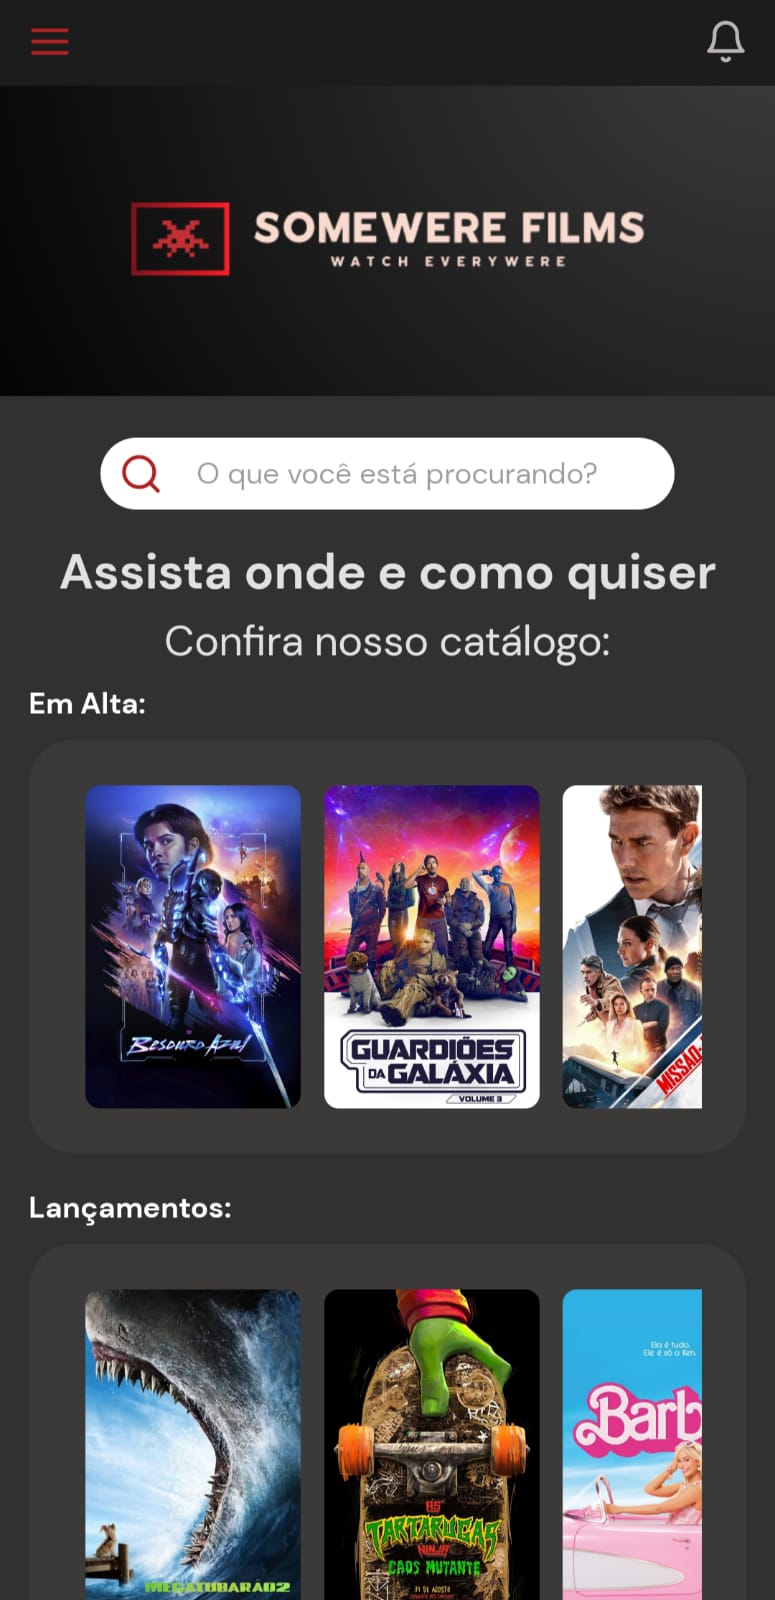 SOMEWERE FILMS
WATCH EVERYWERE
O que você está procurando?
Assista onde e como quiser
Confira nosso catálogo:
Em Alta:
BESOURO AZUL
GUARDIÕES
DA GALÁXIA
VOLUME 3
MISSÃO:
Lançamentos:
MEGATUBARÃO2
AS
TARTARUGAS
NINJA
CAOS MUTANTE
31 DE AGOSTO
Ela é tudo.
Ele é só o Ken.
Barb